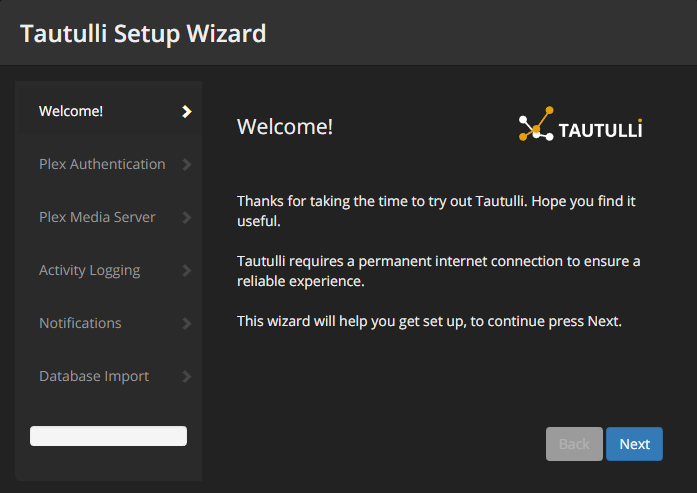 Tautulli Setup Wizard
Welcome!
Plex Authentication
Plex Media Server
Activity Logging
Notifications
Database Import
Welcome!
TAUTULLi
Thanks for taking the time to try out Tautulli. Hope you find it
useful.
Tautulli requires a permanent internet connection to ensure a
reliable experience.
This wizard will help you get set up, to continue press Next.
Back
Next